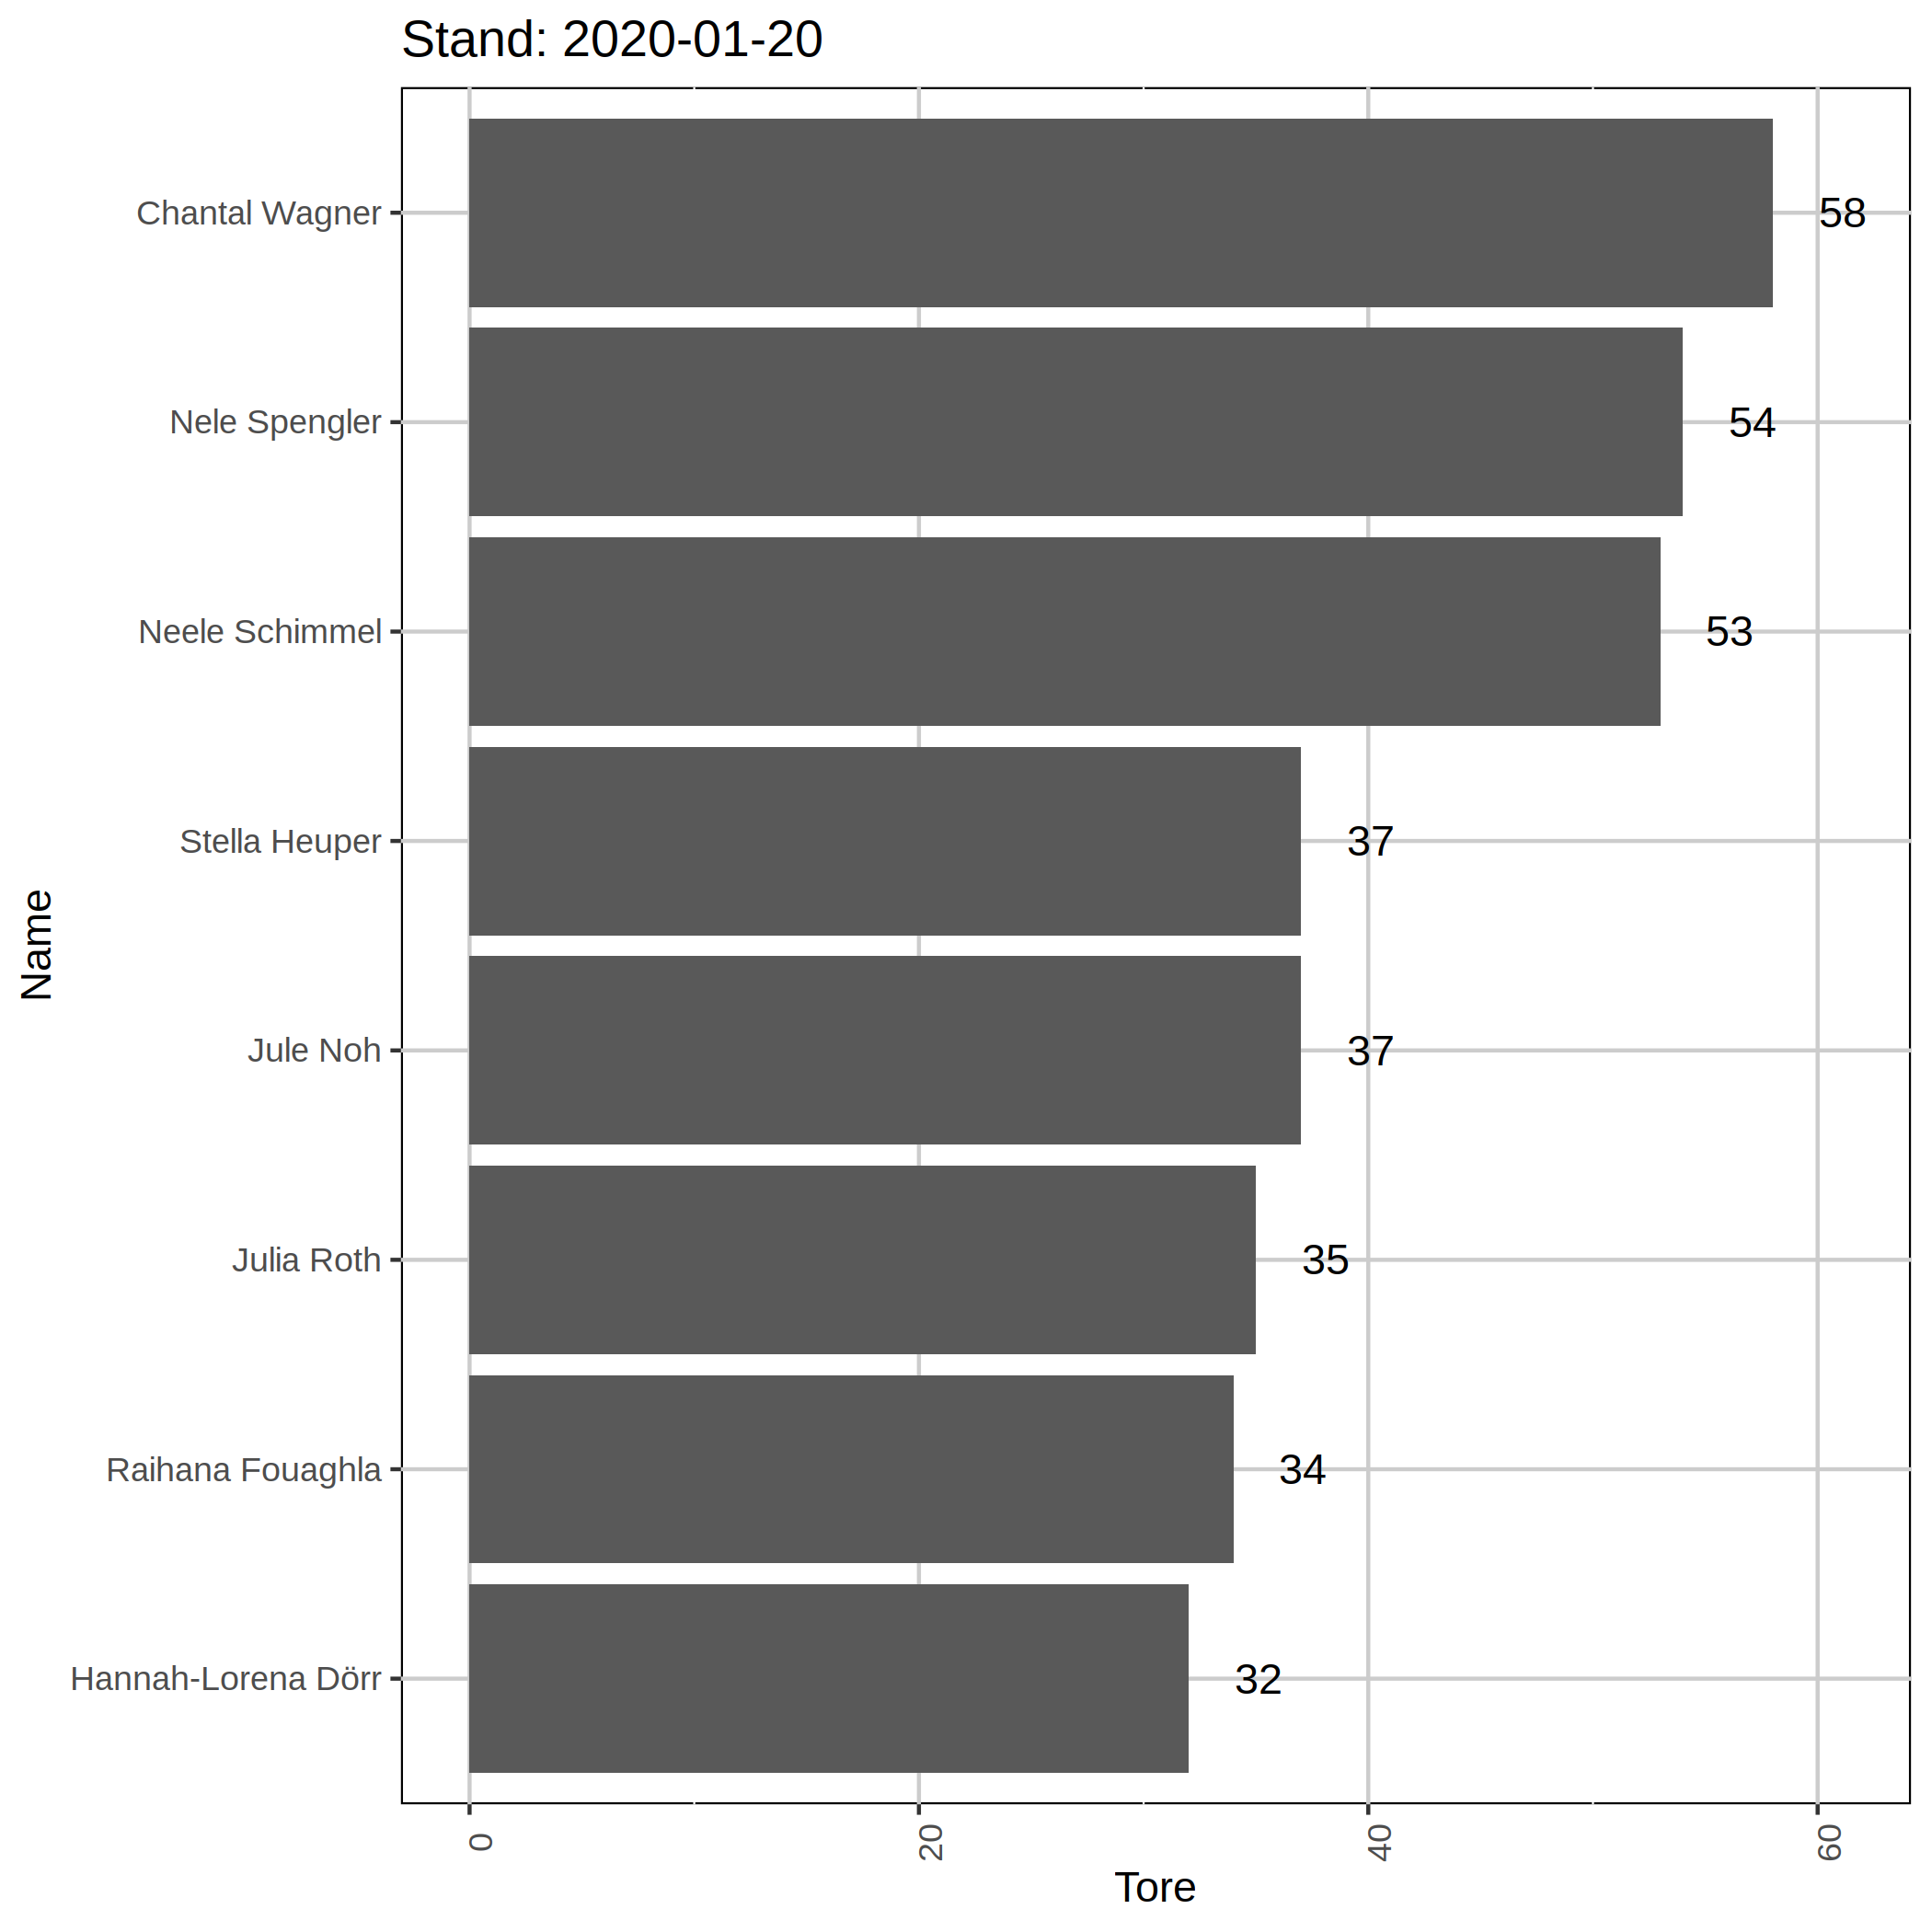 Stand: 2020-01-20
Chantal Wagner 58
Nele Spengler 54
Neele Schimmel 53
Stella Heuper 37
Jule Noh 37
Julia Roth 35
Raihana Fouaghla 34
Hannah-Lorena Dörr 32
Name
0 20 40 60
Tore